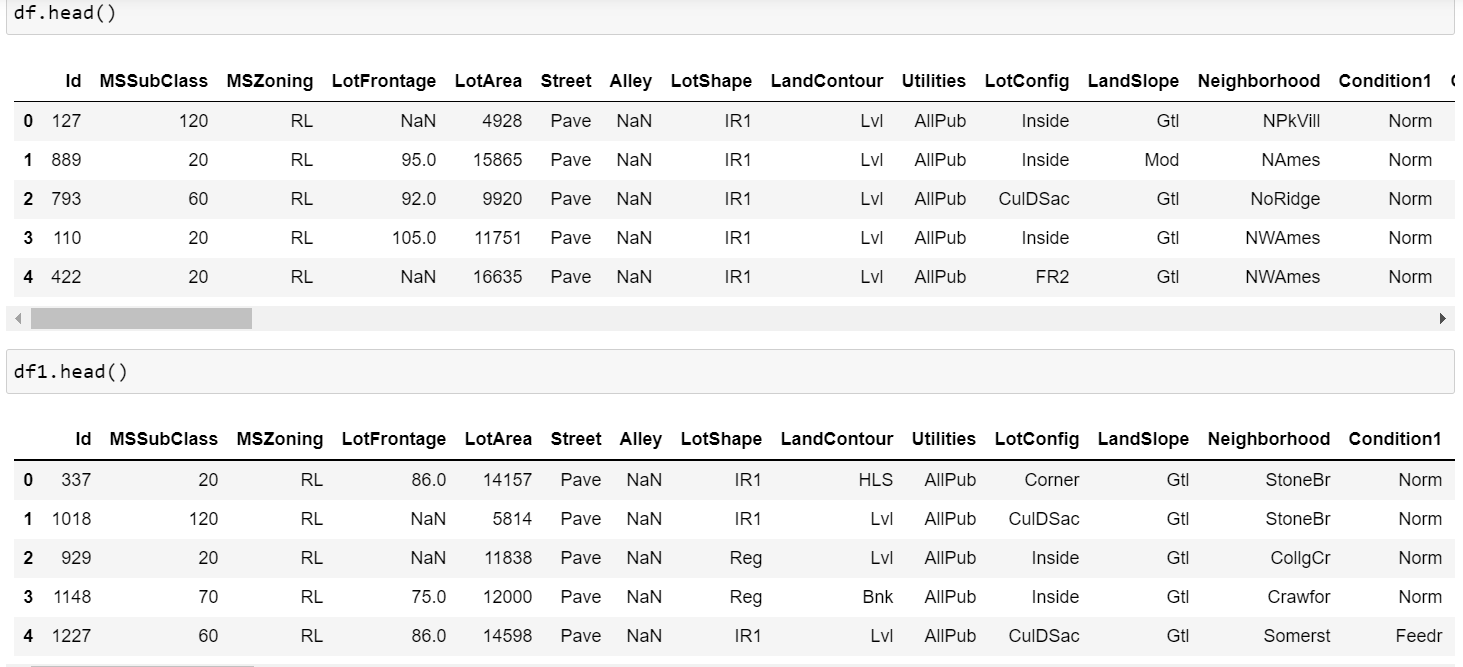 df.head()
Id MSSubClass MSZoning LotFrontage LotArea Street Alley LotShape LandContour Utilities LotConfig LandSlope Neighborhood Condition1
0 127 120 RL NaN 4928 Pave NaN IR1 Lvl AllPub Inside Gtl NPkVill Norm
1 889 20 RL 95.0 15865 Pave NaN IR1 Lvl AllPub Inside Mod NAmes Norm
2 793 60 RL 92.0 9920 Pave NaN IR1 Lvl AllPub CulDSac Gtl NoRidge Norm
3 110 20 RL 105.0 11751 Pave NaN IR1 Lvl AllPub Inside Gtl NWAmes Norm
4 422 20 RL NaN 16635 Pave NaN IR1 Lvl AllPub FR2 Gtl NWAmes Norm
df1.head()
Id MSSubClass MSZoning LotFrontage LotArea Street Alley LotShape LandContour Utilities LotConfig LandSlope Neighborhood Condition1
0 337 20 RL 86.0 14157 Pave NaN IR1 HLS AllPub Corner Gtl StoneBr Norm
1 1018 120 RL NaN 5814 Pave NaN IR1 Lvl AllPub CulDSac Gtl StoneBr Norm
2 929 20 RL NaN 11838 Pave NaN Reg Lvl AllPub Inside Gtl CollgCr Norm
3 1148 70 RL 75.0 12000 Pave NaN Reg Bnk AllPub Inside Gtl Crawfor Norm
4 1227 60 RL 86.0 14598 Pave NaN IR1 Lvl AllPub CulDSac Gtl Somerst Feedr